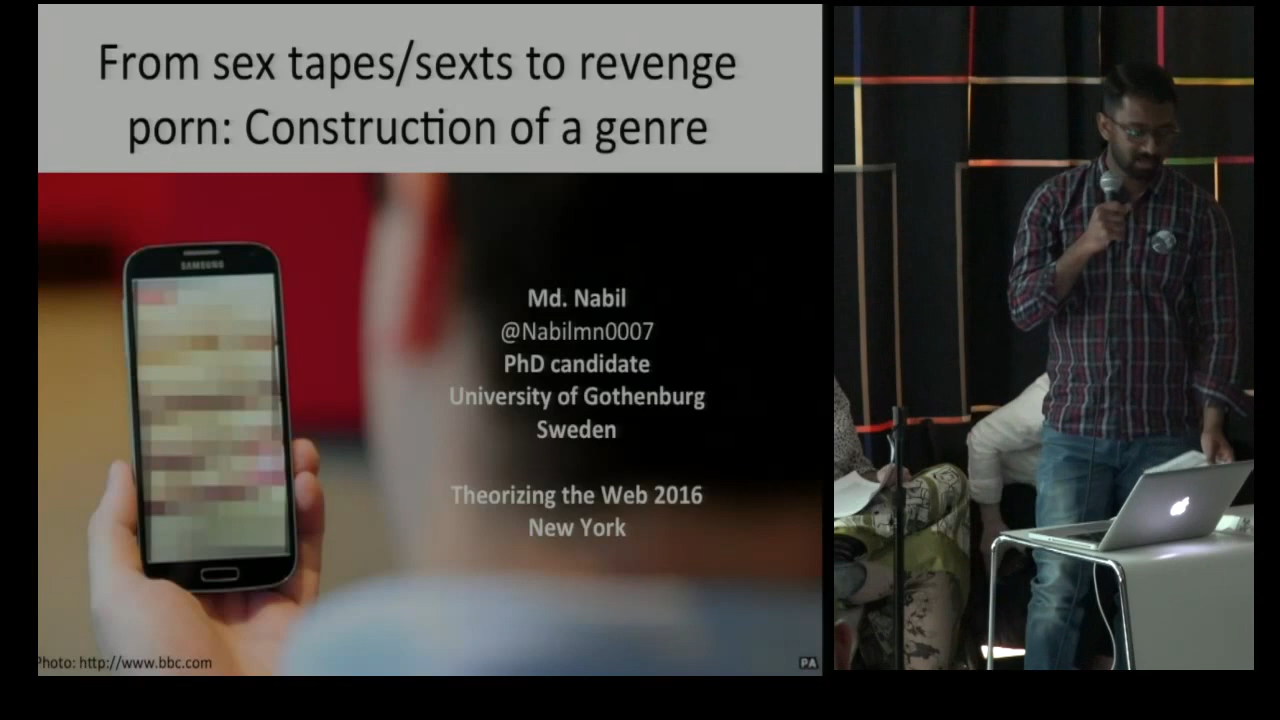 From sex tapes/sexts to revenge
porn: Construction of a genre
SAMSUNG
Md. Nabil
@Nabilmn0007
PhD candidate
University of Gothenburg
Sweden
Theorizing the Web 2016
New York
Photo: http://www.bbc.com
PA